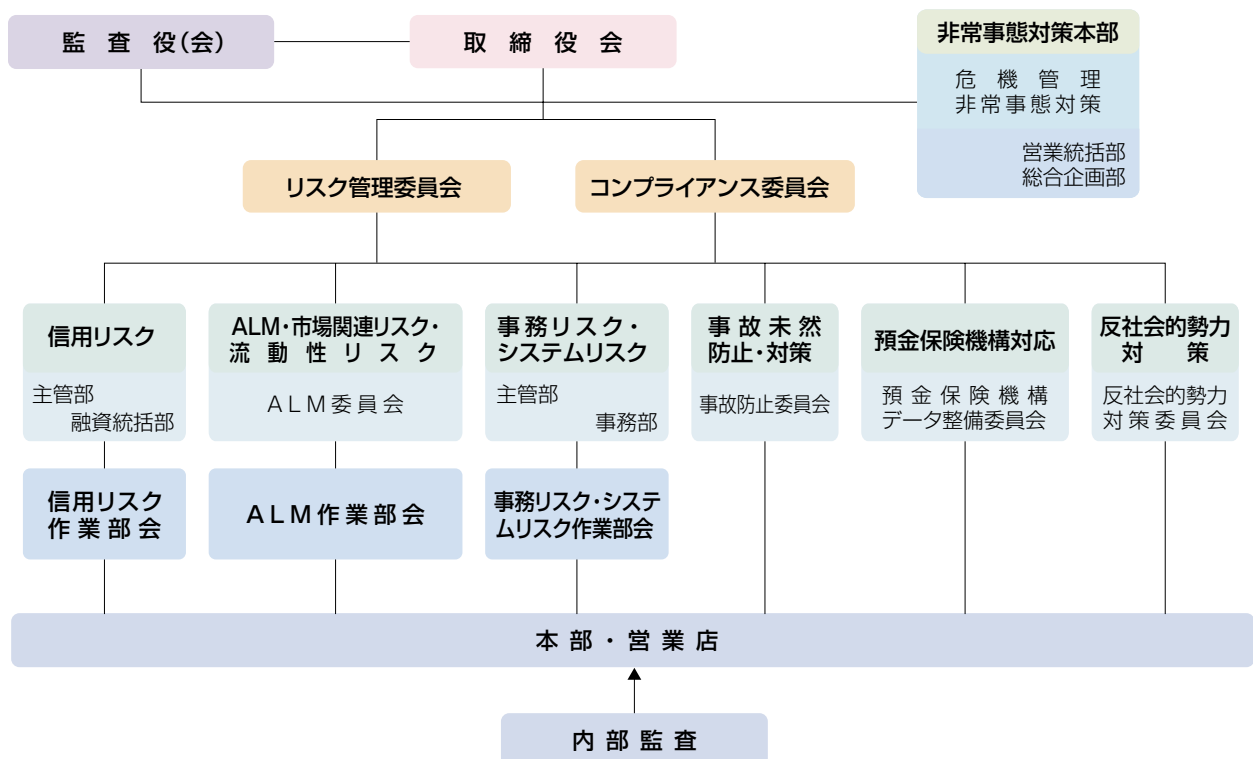 監査役(会)
取締役会
非常事態対策本部
危機管理
非常事態対策
営業統括部
総合企画部
リスク管理委員会
コンプライアンス委員会
信用リスク
主管部
融資統括部
ALM・市場関連リスク・
流動性リスク
ALM委員会
事務リスク・
システムリスク
主管部
事務部
事故未然
防止・対策
事故防止委員会
預金保険機構対応
預金保険機構
データ整備委員会
反社会的勢力
対策
反社会的勢力
対策委員会
信用リスク
作業部会
ALM作業部会
事務リスク・システ
ムリスク作業部会
本部・営業店
内部監査